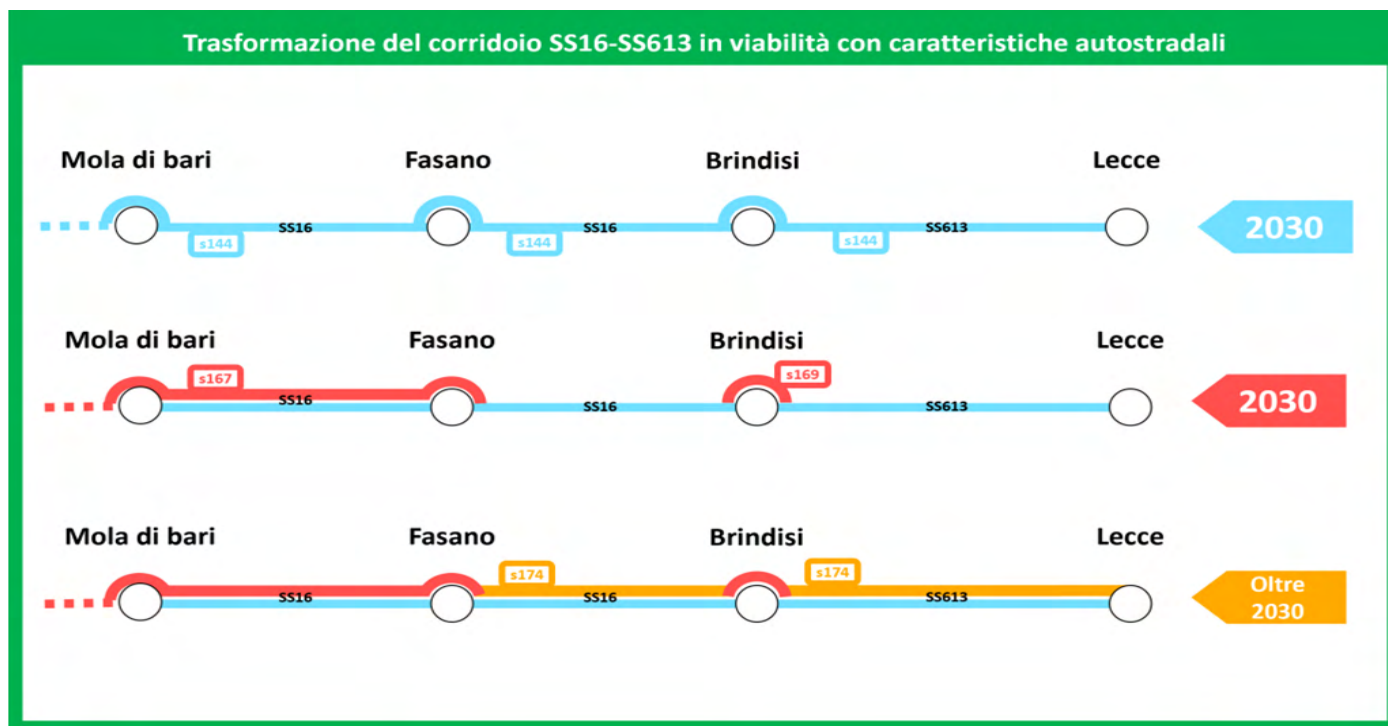 Trasformazione del corridoio SS16-SS613 in viabilità con caratteristiche autostradali
Mola di bari Fasano Brindisi Lecce
SS16 SS16 SS613 2030
s144 s144 s144
Mola di bari Fasano Brindisi Lecce
s167 s169
SS16 SS16 SS613 2030
Mola di bari Fasano Brindisi Lecce
s174 s174
SS16 SS16 SS613
Oltre
2030